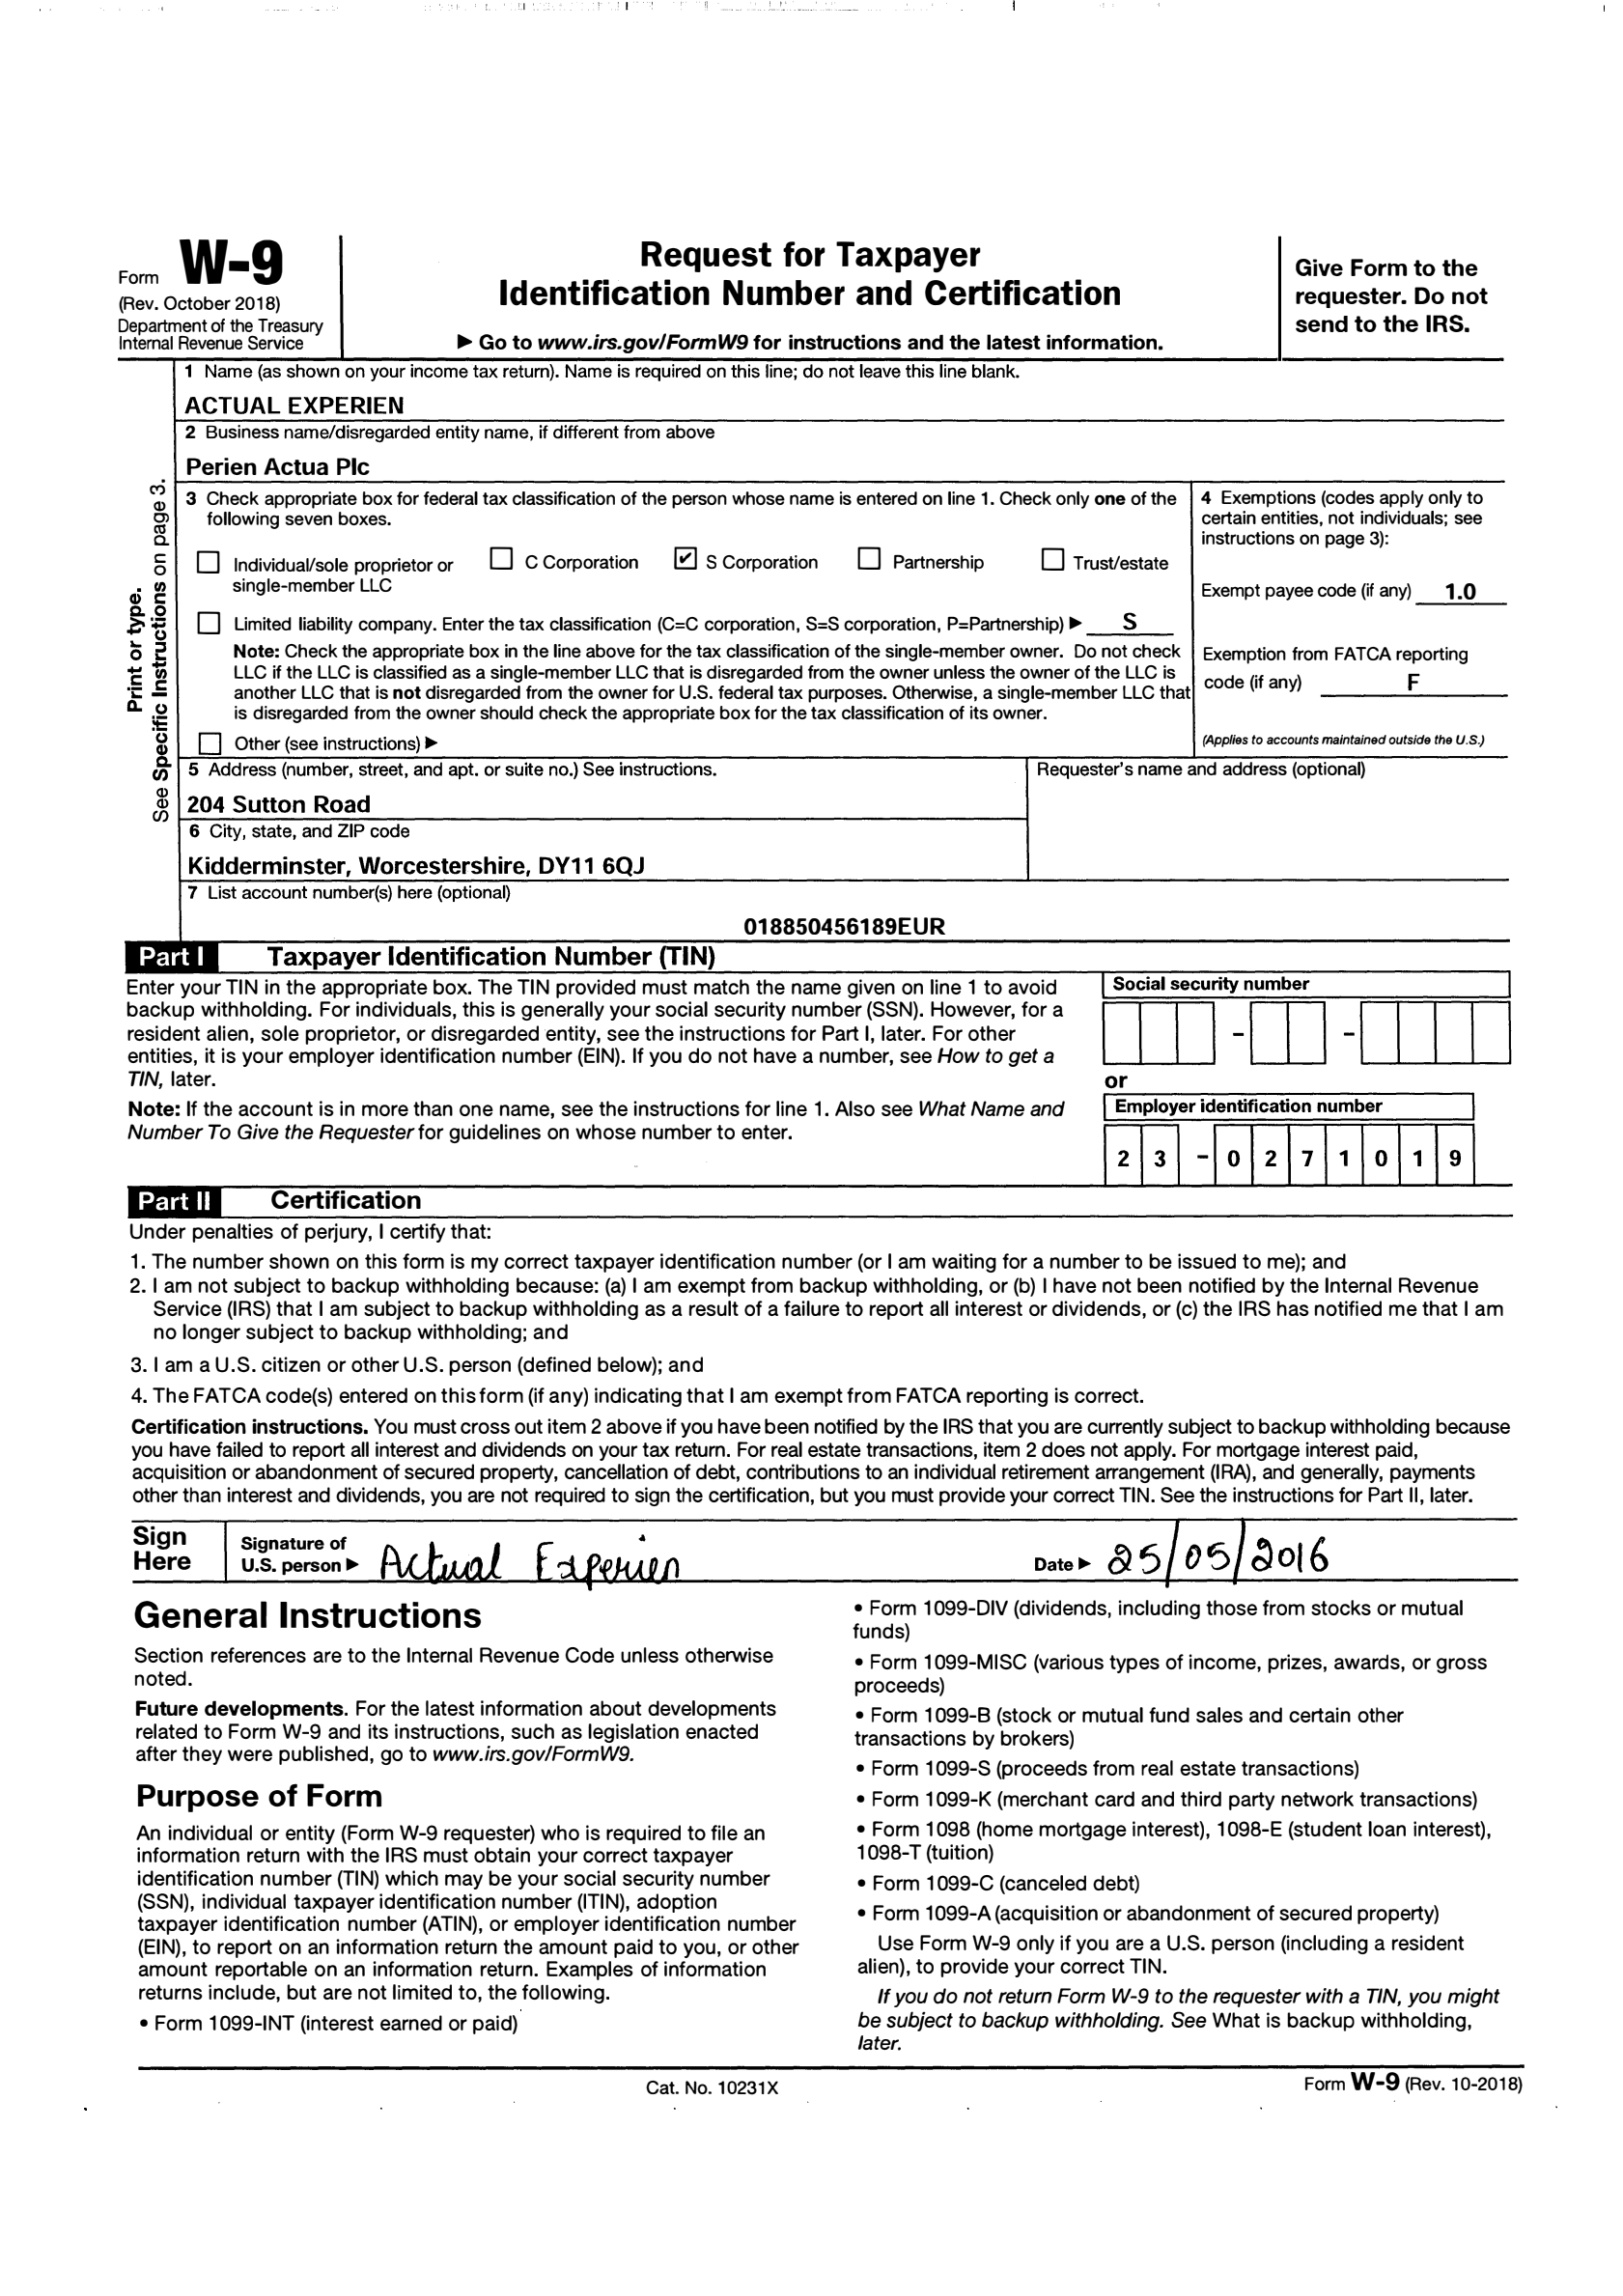 Form W-9
(Rev. October 2018)
Department of the Treasury
Internal Revenue Service
Request for Taxpayer
Identification Number and Certification
▶ Go to www.irs.gov/FormW9 for instructions and the latest information.
Give Form to the
requester. Do not
send to the IRS.
Print or type.
See Specific Instructions on page 3.
1 Name (as shown on your income tax return). Name is required on this line; do not leave this line blank.
ACTUAL EXPERIEN
2 Business name/disregarded entity name, if different from above
Perien Actua Plc
3 Check appropriate box for federal tax classification of the person whose name is entered on line 1. Check only one of the
following seven boxes.
Individual/sole proprietor or
single-member LLC
C Corporation
✔ S Corporation
Partnership
Trust/estate
Limited liability company. Enter the tax classification (C=C corporation, S=S corporation, P=Partnership) ▶ S
Note: Check the appropriate box in the line above for the tax classification of the single-member owner. Do not check
LLC if the LLC is classified as a single-member LLC that is disregarded from the owner unless the owner of the LLC is
another LLC that is not disregarded from the owner for U.S. federal tax purposes. Otherwise, a single-member LLC that
is disregarded from the owner should check the appropriate box for the tax classification of its owner.
Other (see instructions) ▶
4 Exemptions (codes apply only to
certain entities, not individuals; see
instructions on page 3):
Exempt payee code (if any) 1.0
Exemption from FATCA reporting
code (if any) F
(Applies to accounts maintained outside the U.S.)
5 Address (number, street, and apt. or suite no.) See instructions.
204 Sutton Road
Requester's name and address (optional)
6 City, state, and ZIP code
Kidderminster, Worcestershire, DY11 6QJ
7 List account number(s) here (optional)
018850456189EUR
Part I Taxpayer Identification Number (TIN)
Enter your TIN in the appropriate box. The TIN provided must match the name given on line 1 to avoid
backup withholding. For individuals, this is generally your social security number (SSN). However, for a
resident alien, sole proprietor, or disregarded entity, see the instructions for Part I, later. For other
entities, it is your employer identification number (EIN). If you do not have a number, see How to get a
TIN, later.
Note: If the account is in more than one name, see the instructions for line 1. Also see What Name and
Number To Give the Requester for guidelines on whose number to enter.
Social security number
– –
or
Employer identification number
2 3 – 0 2 7 1 0 1 9
Part II Certification
Under penalties of perjury, I certify that:
1. The number shown on this form is my correct taxpayer identification number (or I am waiting for a number to be issued to me); and
2. I am not subject to backup withholding because: (a) I am exempt from backup withholding, or (b) I have not been notified by the Internal Revenue
Service (IRS) that I am subject to backup withholding as a result of a failure to report all interest or dividends, or (c) the IRS has notified me that I am
no longer subject to backup withholding; and
3. I am a U.S. citizen or other U.S. person (defined below); and
4. The FATCA code(s) entered on this form (if any) indicating that I am exempt from FATCA reporting is correct.
Certification instructions. You must cross out item 2 above if you have been notified by the IRS that you are currently subject to backup withholding because
you have failed to report all interest and dividends on your tax return. For real estate transactions, item 2 does not apply. For mortgage interest paid,
acquisition or abandonment of secured property, cancellation of debt, contributions to an individual retirement arrangement (IRA), and generally, payments
other than interest and dividends, you are not required to sign the certification, but you must provide your correct TIN. See the instructions for Part II, later.
Sign
Here
Signature of
U.S. person ▶ Actual Experien
Date ▶ 25/05/2016
General Instructions
Section references are to the Internal Revenue Code unless otherwise
noted.
Future developments. For the latest information about developments
related to Form W-9 and its instructions, such as legislation enacted
after they were published, go to www.irs.gov/FormW9.
Purpose of Form
An individual or entity (Form W-9 requester) who is required to file an
information return with the IRS must obtain your correct taxpayer
identification number (TIN) which may be your social security number
(SSN), individual taxpayer identification number (ITIN), adoption
taxpayer identification number (ATIN), or employer identification number
(EIN), to report on an information return the amount paid to you, or other
amount reportable on an information return. Examples of information
returns include, but are not limited to, the following.
• Form 1099-INT (interest earned or paid)
• Form 1099-DIV (dividends, including those from stocks or mutual
funds)
• Form 1099-MISC (various types of income, prizes, awards, or gross
proceeds)
• Form 1099-B (stock or mutual fund sales and certain other
transactions by brokers)
• Form 1099-S (proceeds from real estate transactions)
• Form 1099-K (merchant card and third party network transactions)
• Form 1098 (home mortgage interest), 1098-E (student loan interest),
1098-T (tuition)
• Form 1099-C (canceled debt)
• Form 1099-A (acquisition or abandonment of secured property)
Use Form W-9 only if you are a U.S. person (including a resident
alien), to provide your correct TIN.
If you do not return Form W-9 to the requester with a TIN, you might
be subject to backup withholding. See What is backup withholding,
later.
Cat. No. 10231X
Form W-9 (Rev. 10-2018)